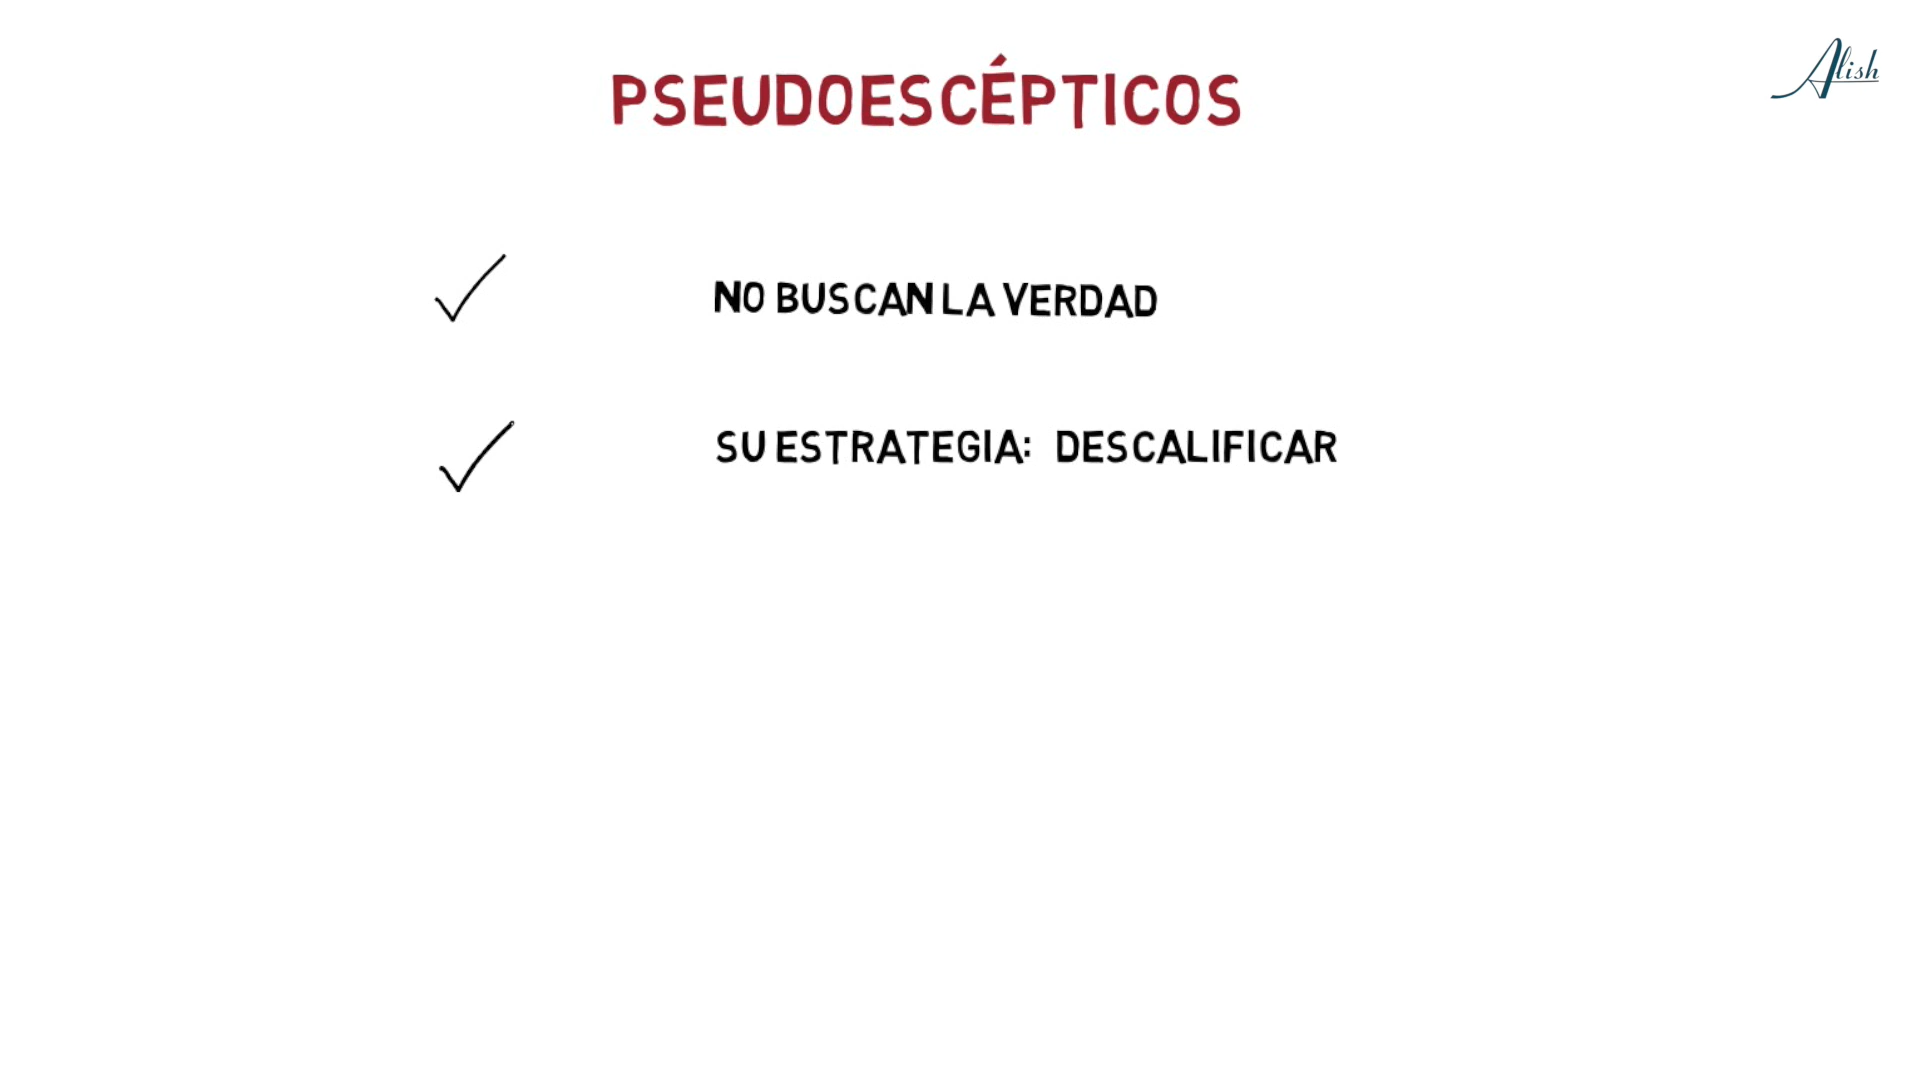 PSEUDOESCÉPTICOS
Alish
NO BUSCAN LA VERDAD
SU ESTRATEGIA: DESCALIFICAR